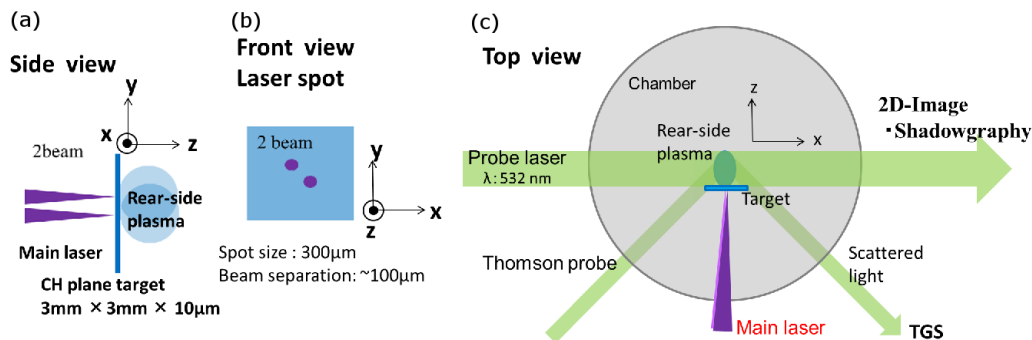 (a)
Side view
y
x
z
2beam
Rear-side
plasma
Main laser
CH plane target
3mm × 3mm × 10μm
(b)
Front view
Laser spot
2 beam
y
x
z
Spot size : 300μm
Beam separation: ~100μm
(c)
Top view
Chamber
z
x
Rear-side
plasma
2D-Image
・Shadowgraphy
Probe laser
λ: 532 nm
Target
Thomson probe
Scattered
light
Main laser
TGS